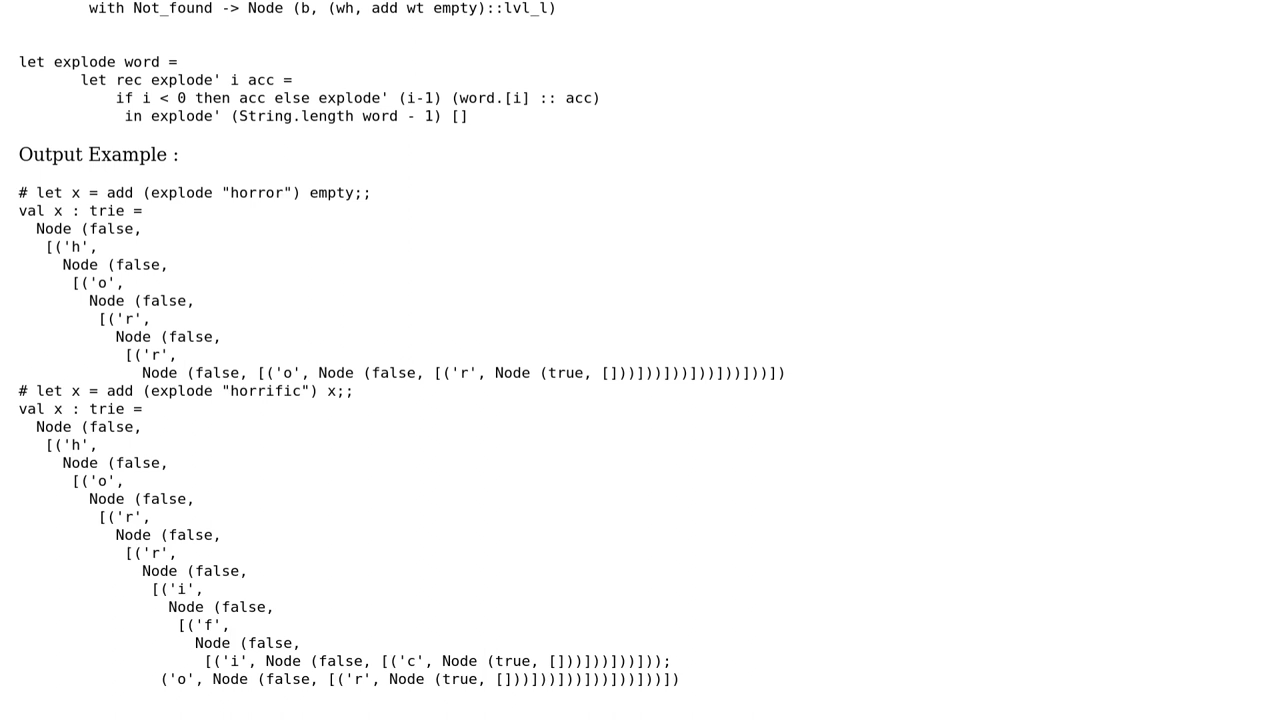 with Not_found -> Node (b, (wh, add wt empty)::lvl_l)
let explode word =
let rec explode' i acc =
if i < 0 then acc else explode' (i-1) (word.[i] :: acc)
in explode' (String.length word - 1) []
Output Example :
# let x = add (explode "horror") empty;;
val x : trie =
Node (false,
[('h',
Node (false,
[('o',
Node (false,
[('r',
Node (false,
[('r',
Node (false, [('o', Node (false, [('r', Node (true, []))]))]))]))]))]))])
# let x = add (explode "horrific") x;;
val x : trie =
Node (false,
[('h',
Node (false,
[('o',
Node (false,
[('r',
Node (false,
[('r',
Node (false,
[('i',
Node (false,
[('f',
Node (false,
[('i', Node (false, [('c', Node (true, []))]))]))]));
('o', Node (false, [('r', Node (true, []))]))]))]))]))]))])